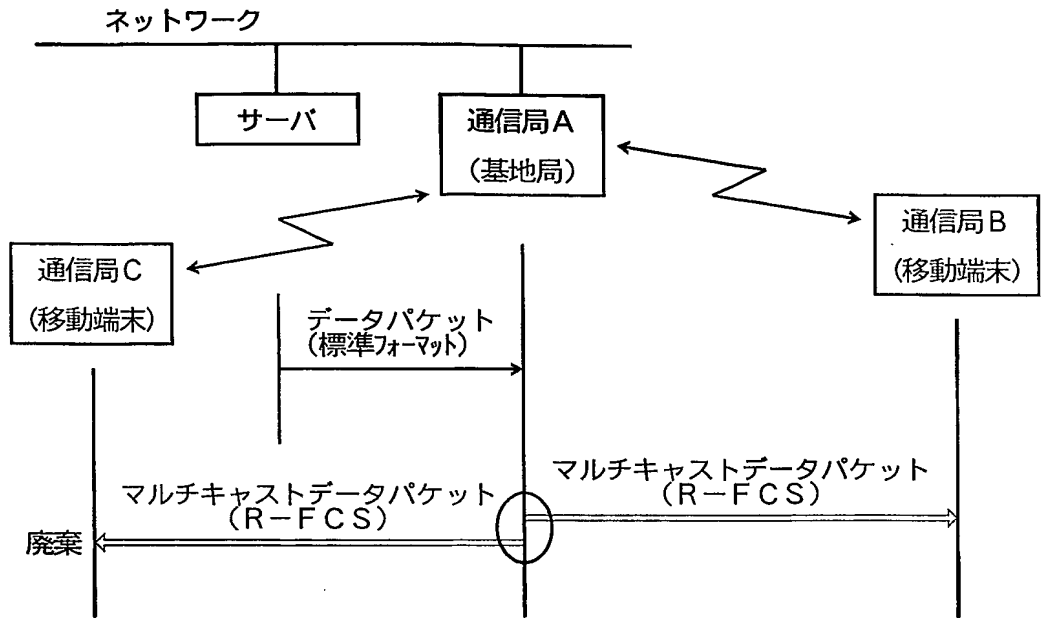 ネットワーク
サーバ
通信局A
(基地局)
通信局B
(移動端末)
通信局C
(移動端末)
データパケット
(標準フォーマット)
マルチキャストデータパケット
(R－FCS)
マルチキャストデータパケット
(R－FCS)
廃棄